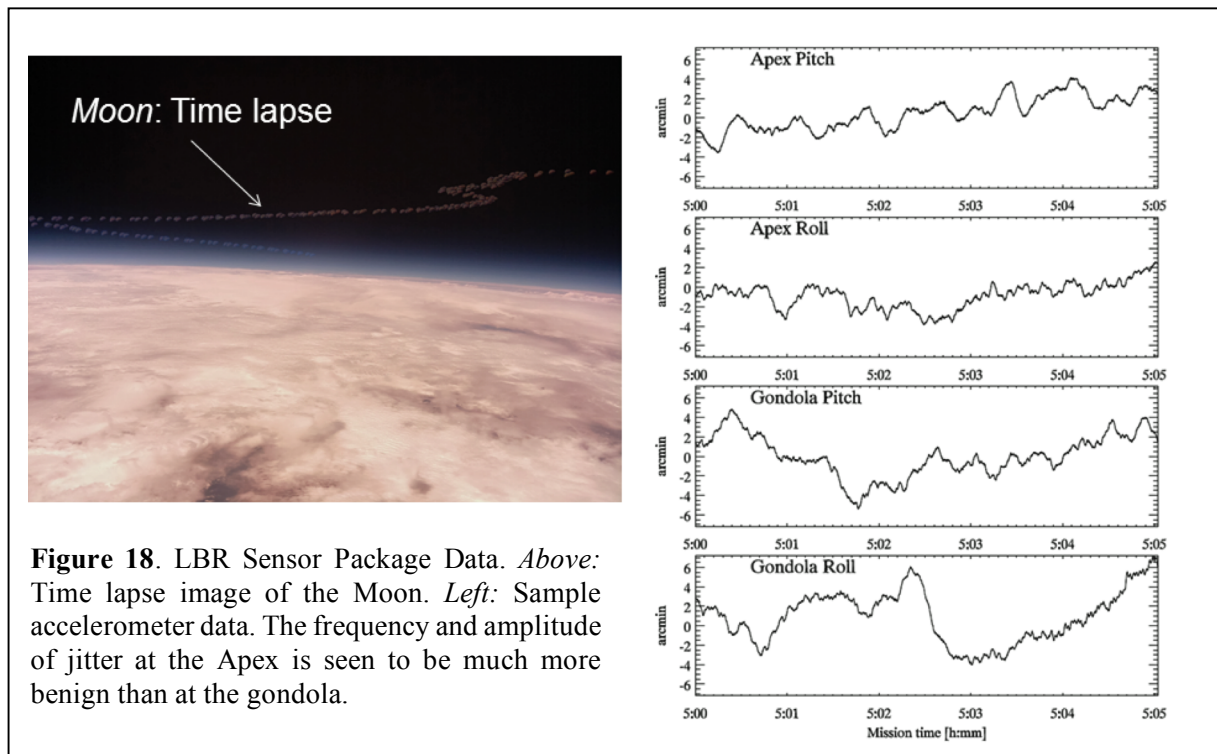 Moon: Time lapse
Figure 18. LBR Sensor Package Data. Above:
Time lapse image of the Moon. Left: Sample
accelerometer data. The frequency and amplitude
of jitter at the Apex is seen to be much more
benign than at the gondola.
Apex Pitch
arcmin
6
4
2
0
-2
-4
-6
5:00 5:01 5:02 5:03 5:04 5:05
Apex Roll
arcmin
6
4
2
0
-2
-4
-6
5:00 5:01 5:02 5:03 5:04 5:05
Gondola Pitch
arcmin
6
4
2
0
-2
-4
-6
5:00 5:01 5:02 5:03 5:04 5:05
Gondola Roll
arcmin
6
4
2
0
-2
-4
-6
5:00 5:01 5:02 5:03 5:04 5:05
Mission time [h:mm]